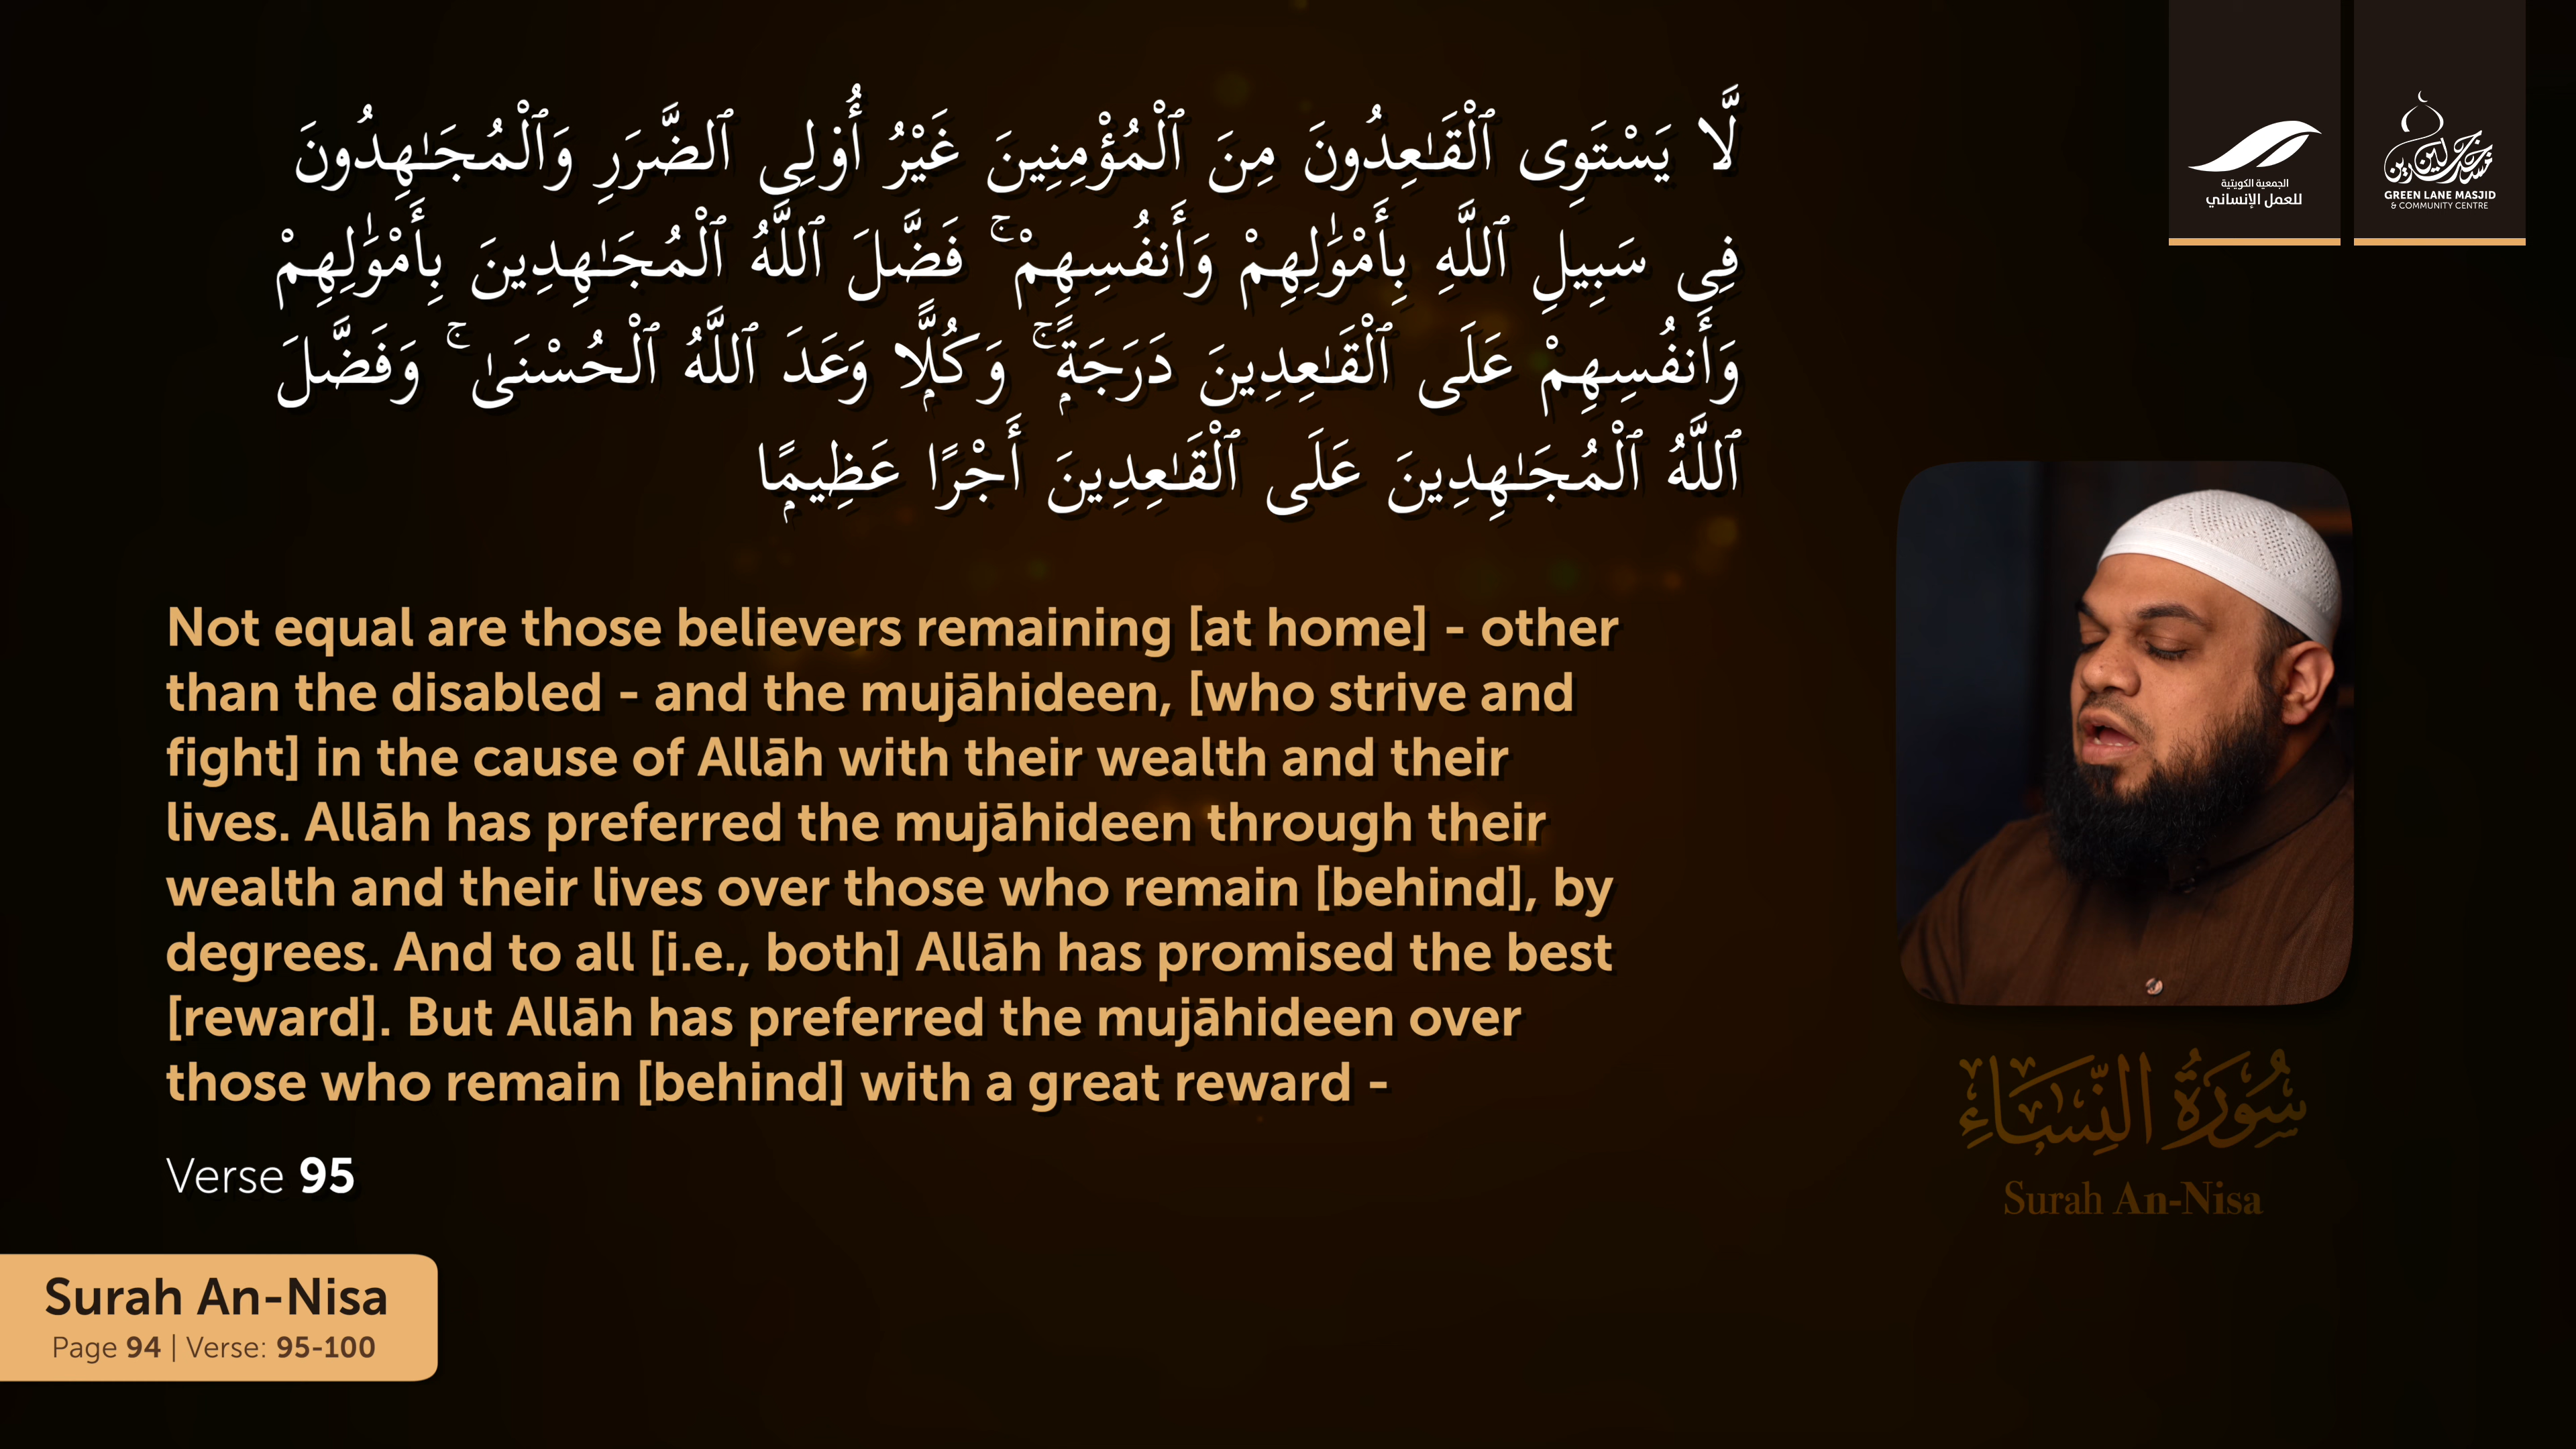 لَّا يَسْتَوِى ٱلْقَـٰعِدُونَ مِنَ ٱلْمُؤْمِنِينَ غَيْرُ أُو۟لِى ٱلضَّرَرِ وَٱلْمُجَـٰهِدُونَ
فِى سَبِيلِ ٱللَّهِ بِأَمْوَٰلِهِمْ وَأَنفُسِهِمْ ۚ فَضَّلَ ٱللَّهُ ٱلْمُجَـٰهِدِينَ بِأَمْوَٰلِهِمْ
وَأَنفُسِهِمْ عَلَى ٱلْقَـٰعِدِينَ دَرَجَةًۭ ۚ وَكُلًّۭا وَعَدَ ٱللَّهُ ٱلْحُسْنَىٰ ۚ وَفَضَّلَ
ٱللَّهُ ٱلْمُجَـٰهِدِينَ عَلَى ٱلْقَـٰعِدِينَ أَجْرًا عَظِيمًۭا
Not equal are those believers remaining [at home] - other
than the disabled - and the mujāhideen, [who strive and
fight] in the cause of Allāh with their wealth and their
lives. Allāh has preferred the mujāhideen through their
wealth and their lives over those who remain [behind], by
degrees. And to all [i.e., both] Allāh has promised the best
[reward]. But Allāh has preferred the mujāhideen over
those who remain [behind] with a great reward -
Verse 95
Surah An-Nisa
Page 94 | Verse: 95-100
الجمعية الكويتية
للعمل الإنساني
مسجد جرين لين
GREEN LANE MASJID
& COMMUNITY CENTRE
سُورَةُ النِّسَاءِ
Surah An-Nisa